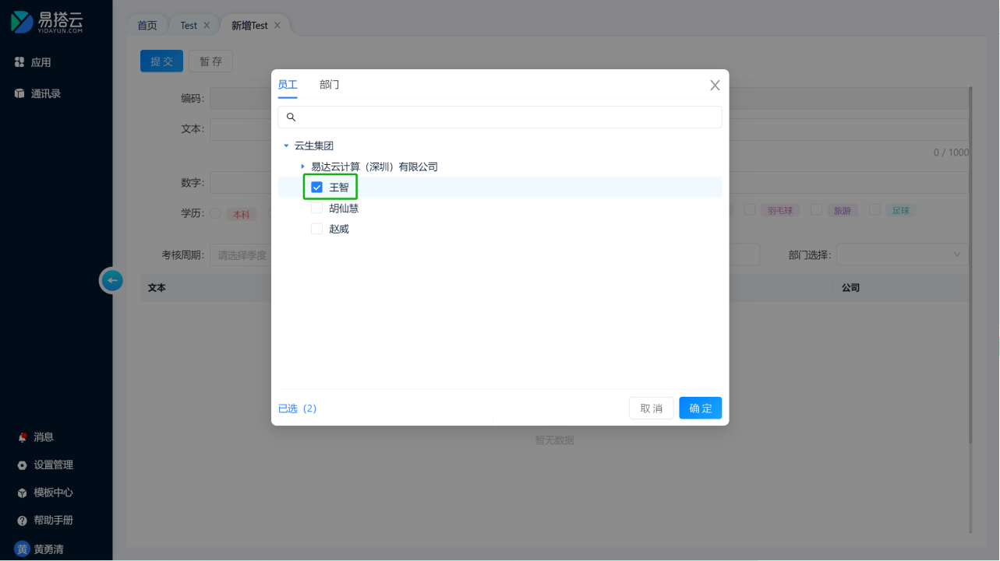 易搭云
YIDAYUN.COM
应用
通讯录
消息
设置管理
模板中心
帮助手册
黄 黄勇清
首页 Test 新增Test
提 交 暂 存
编码:
文本:
0 / 1000
数字:
学历: 本科 羽毛球 旅游 足球
考核周期: 请选择季度 部门选择:
文本 公司
暂无数据
员工 部门
云生集团
易达云计算（深圳）有限公司
王智
胡仙慧
赵威
已选（2） 取 消 确 定